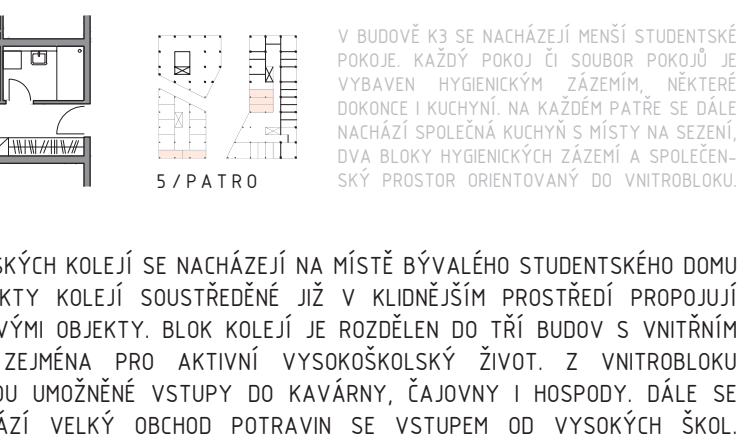 V BUDOVĚ K3 SE NACHÁZEJÍ MENŠÍ STUDENTSKÉ
POKOJE. KAŽDÝ POKOJ ČI SOUBOR POKOJŮ JE
VYBAVEN HYGIENICKÝM ZÁZEMÍM, NĚKTERÉ
DOKONCE I KUCHYNÍ. NA KAŽDÉM PATŘE SE DÁLE
NACHÁZÍ SPOLEČNÁ KUCHYŇ S MÍSTY NA SEZENÍ,
DVA BLOKY HYGIENICKÝCH ZÁZEMÍ A SPOLEČEN-
SKÝ PROSTOR ORIENTOVANÝ DO VNITROBLOKU.
5/PATRO
SKÝCH KOLEJÍ SE NACHÁZEJÍ NA MÍSTĚ BÝVALÉHO STUDENTSKÉHO DOMU
KTY KOLEJÍ SOUSTŘEDĚNÉ JIŽ V KLIDNĚJŠÍM PROSTŘEDÍ PROPOJUJÍ
VÝMI OBJEKTY. BLOK KOLEJÍ JE ROZDĚLEN DO TŘÍ BUDOV S VNITŘNÍM
ZEJMÉNA PRO AKTIVNÍ VYSOKOŠKOLSKÝ ŽIVOT. Z VNITROBLOKU
OU UMOŽNĚNÉ VSTUPY DO KAVÁRNY, ČAJOVNY I HOSPODY. DÁLE SE
ÁZÍ VELKÝ OBCHOD POTRAVIN SE VSTUPEM OD VYSOKÝCH ŠKOL.